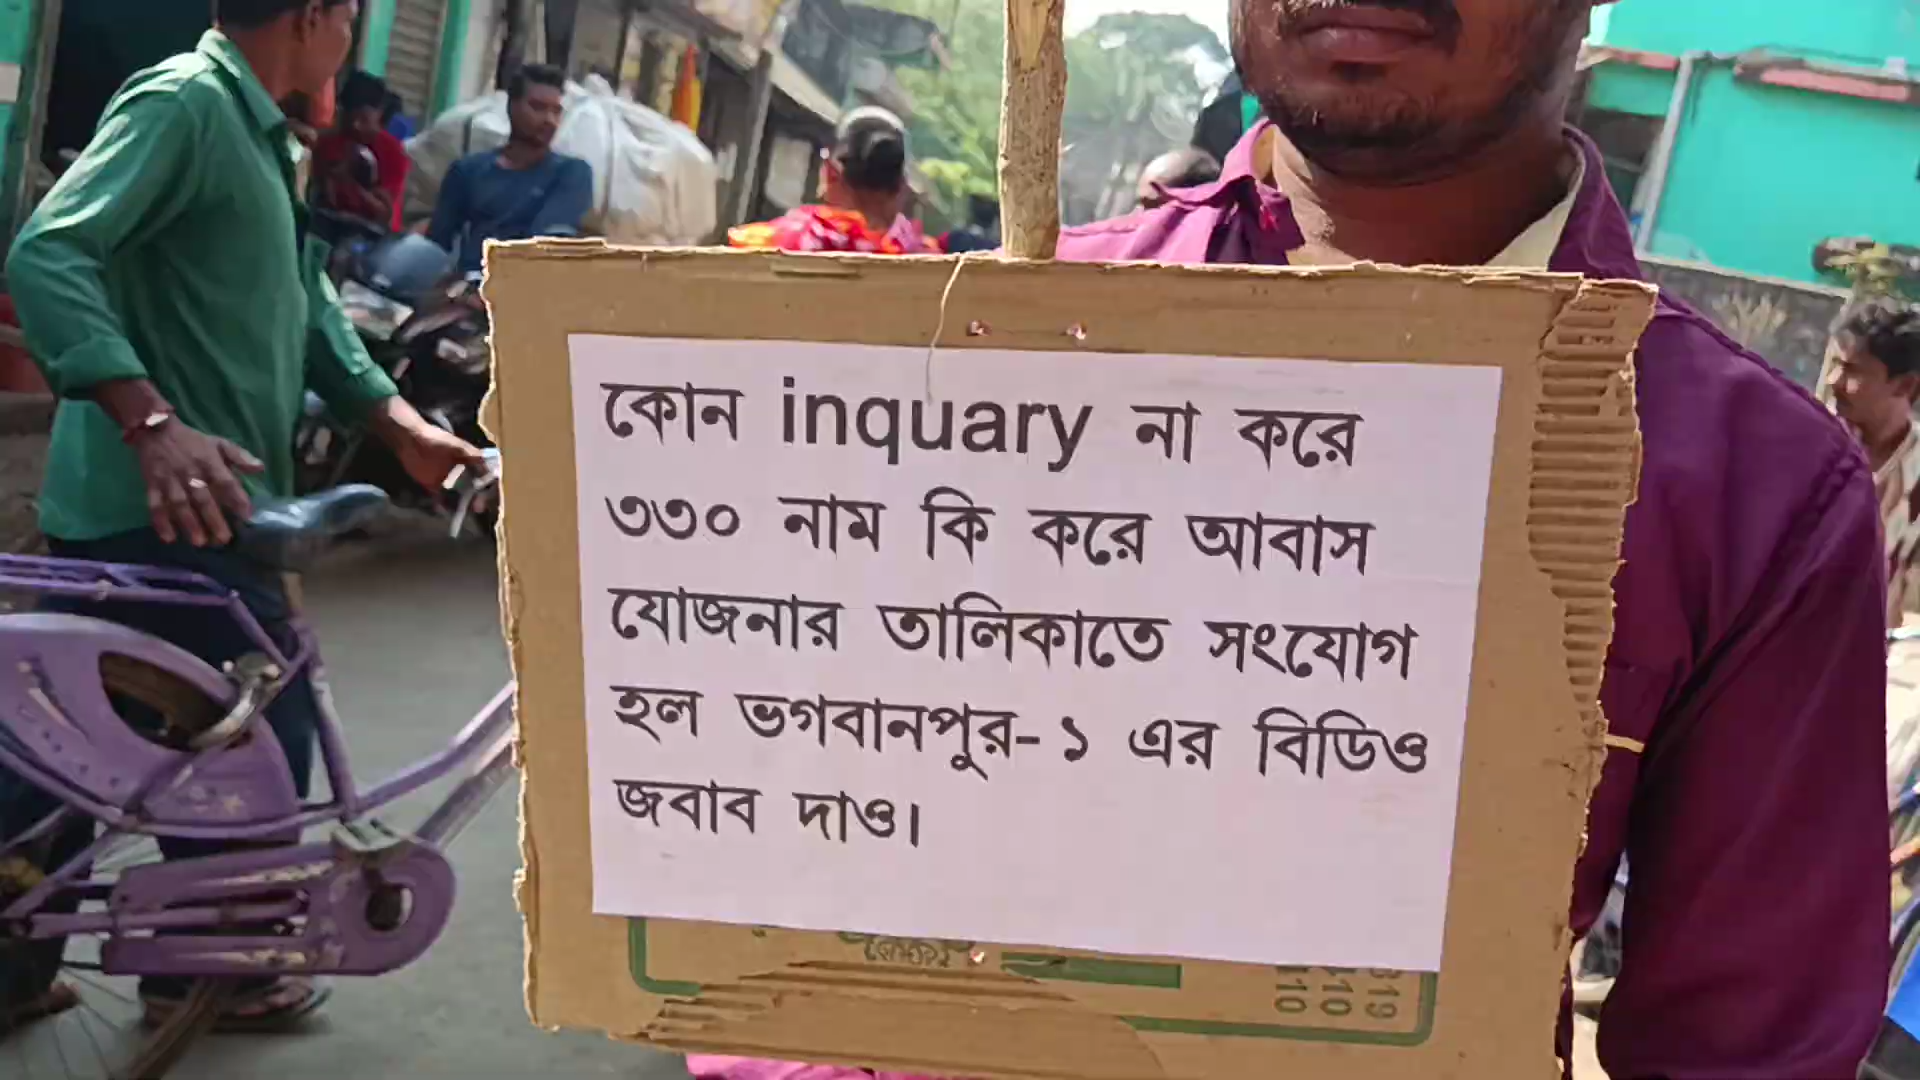 কোন inquary না করে
৩৩০ নাম কি করে আবাস
যোজনার তালিকাতে সংযোগ
হল ভগবানপুর-১ এর বিডিও
জবাব দাও।